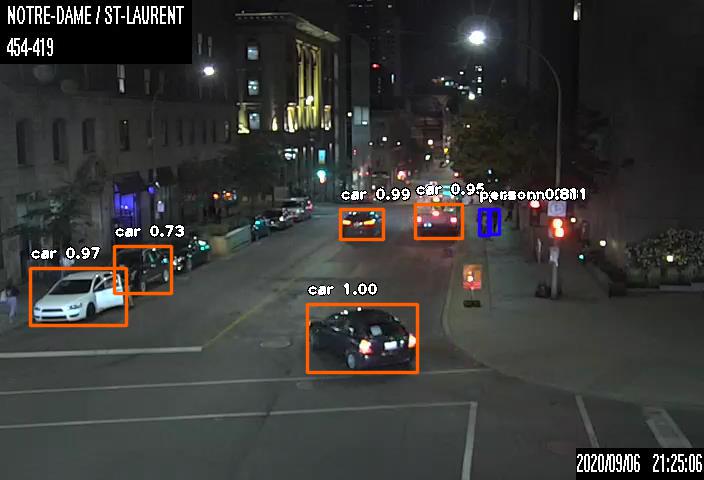 NOTRE-DAME / ST-LAURENT
454-419
car 0.99
car 0.95
car 0.73
car 0.97
car 1.00
2020/09/06 21:25:06